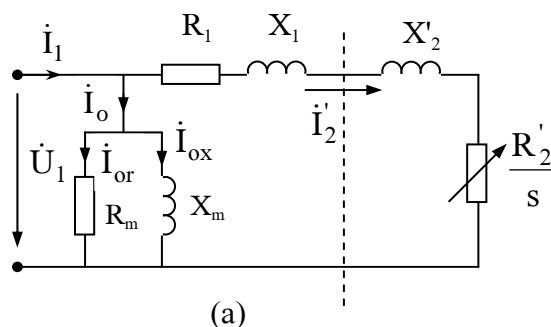 R₁ X₁ X'₂
İ₁
İₒ
İ'₂
U̇₁ İₒᵣ İₒₓ
R'₂
s
Rₘ Xₘ
(a)